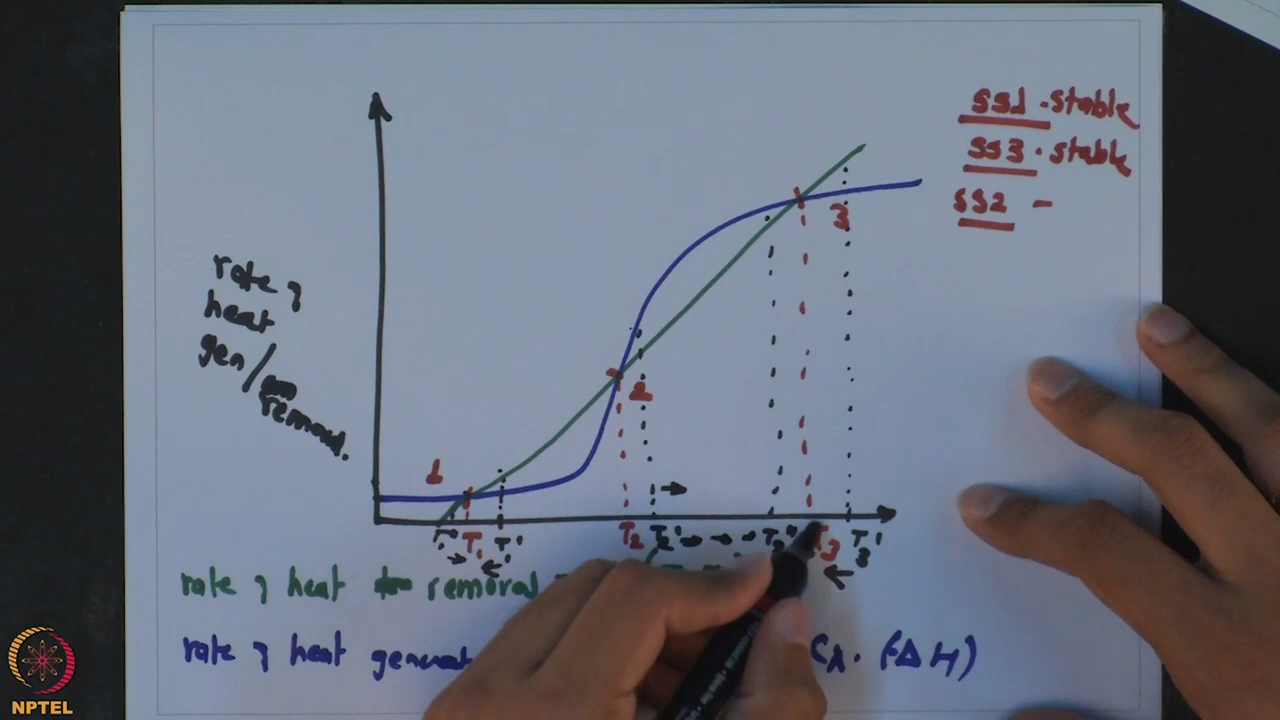 ss1 - stable
ss3 - stable
ss2 -
rate of
heat
gen/
removal.
1
2
3
T1 T1' T2 T2' T3" T3 T3'
rate of heat removal
rate of heat generat CA. (-ΔH)
NPTEL